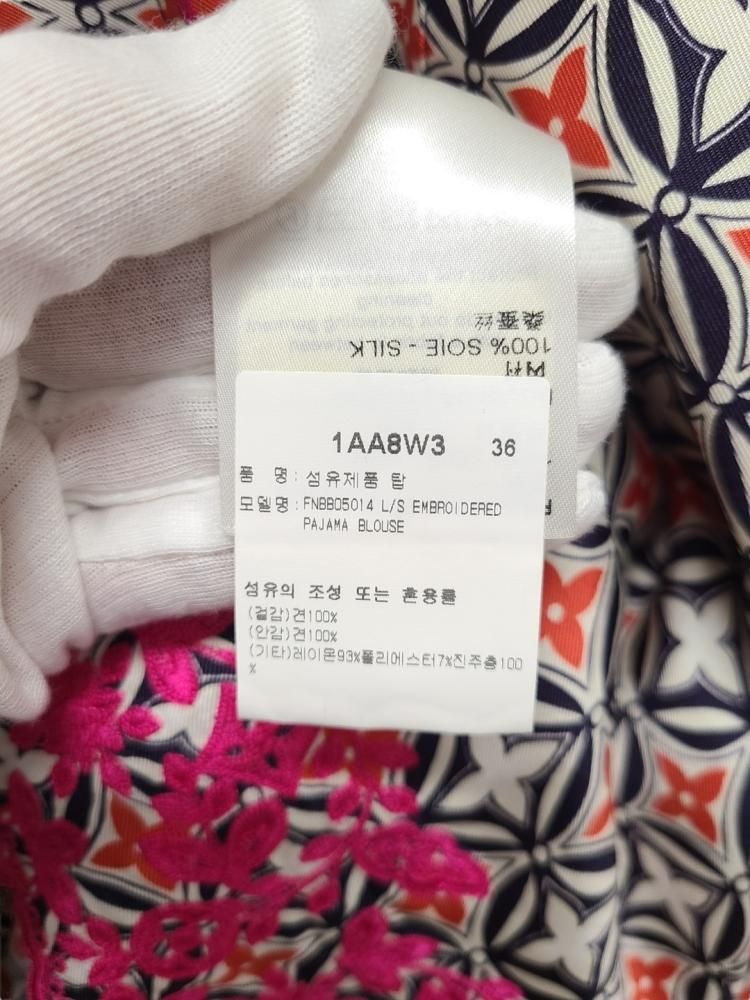 桑蚕丝
100% SOIE - SILK
1AA8W3 36
품 명 : 섬유제품 탑
모델명 : FNBB05014 L/S EMBROIDERED
PAJAMA BLOUSE
섬유의 조성 또는 혼용률
(겉감)견100%
(안감)견100%
(기타)레이온93%폴리에스터7%진주층100
%